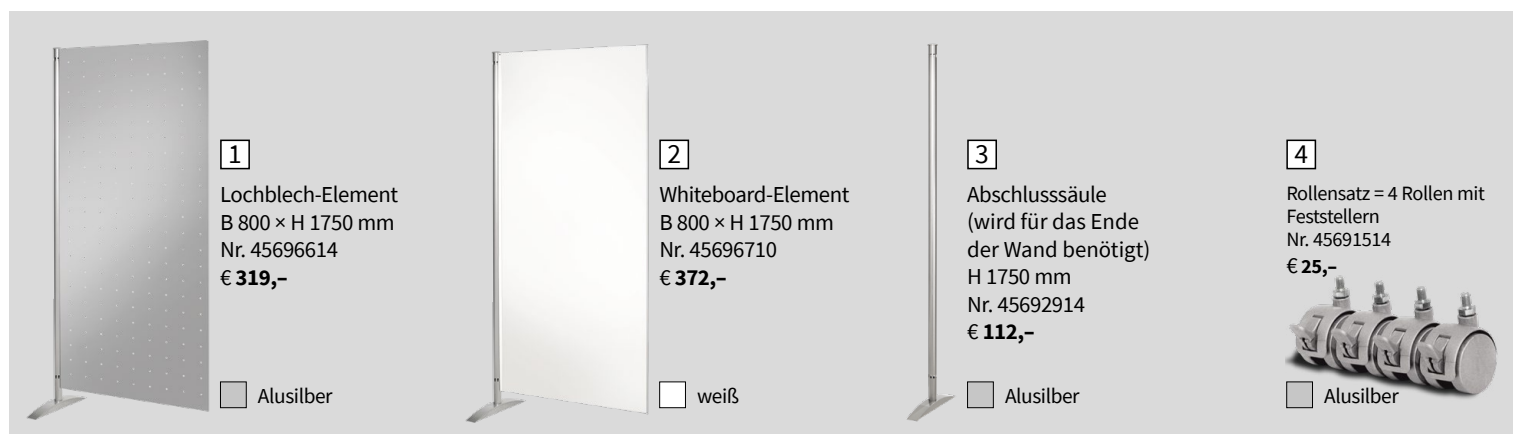 1
Lochblech-Element
B 800 × H 1750 mm
Nr. 45696614
€ 319,–
Alusilber
2
Whiteboard-Element
B 800 × H 1750 mm
Nr. 45696710
€ 372,–
weiß
3
Abschlusssäule
(wird für das Ende
der Wand benötigt)
H 1750 mm
Nr. 45692914
€ 112,–
Alusilber
4
Rollensatz = 4 Rollen mit
Feststellern
Nr. 45691514
€ 25,–
Alusilber